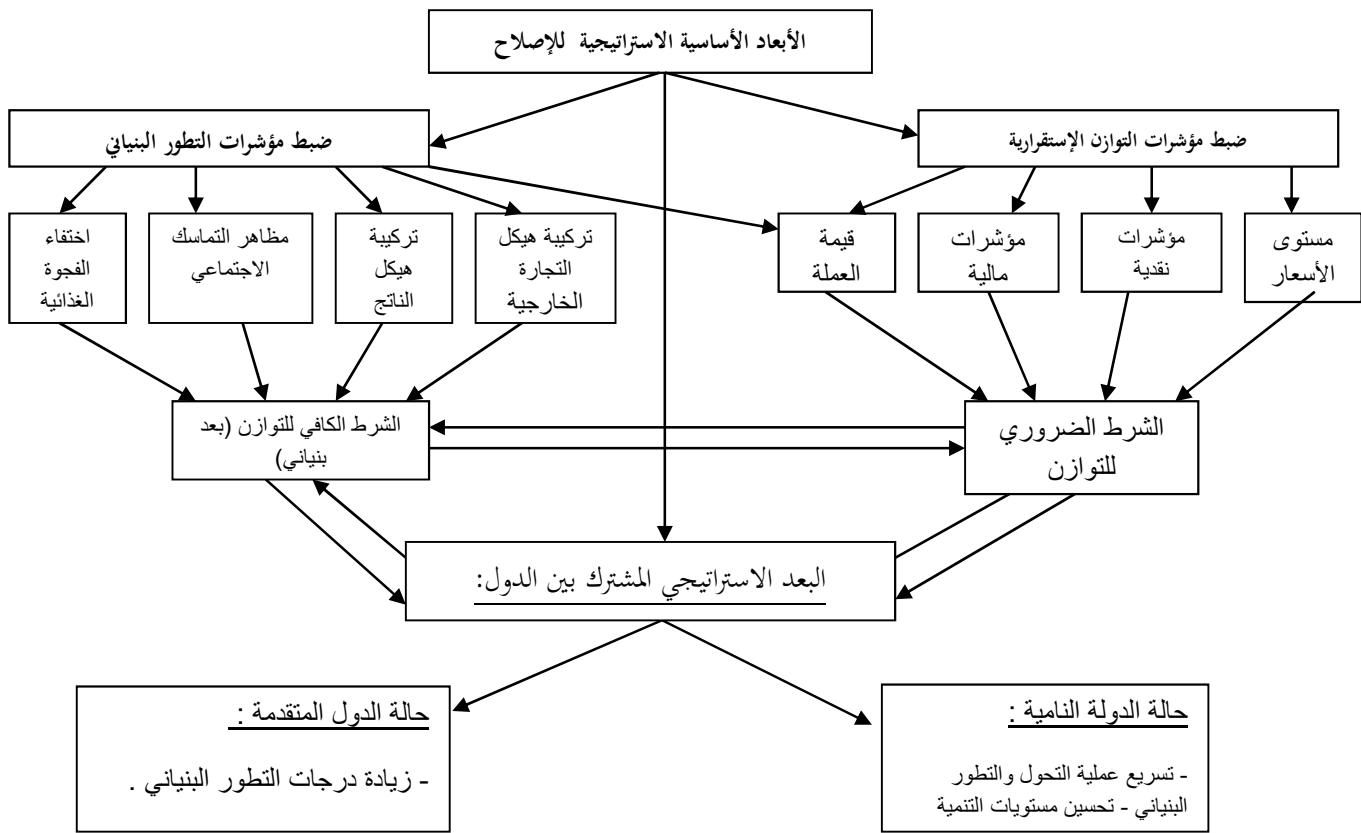 الأبعاد الأساسية الاستراتيجية للإصلاح
ضبط مؤشرات التوازن الإستقرارية
ضبط مؤشرات التطور البنياني
مستوى
الأسعار
مؤشرات
نقدية
مؤشرات
مالية
قيمة
العملة
تركيبة هيكل
التجارة
الخارجية
تركيبة
هيكل
الناتج
مظاهر التماسك
الاجتماعي
اختفاء
الفجوة
الغذائية
الشرط الضروري
للتوازن
الشرط الكافي للتوازن (بعد
بنياني)
البعد الاستراتيجي المشترك بين الدول:
حالة الدولة النامية :
- تسريع عملية التحول والتطور
البنياني - تحسين مستويات التنمية
حالة الدول المتقدمة :
- زيادة درجات التطور البنياني .